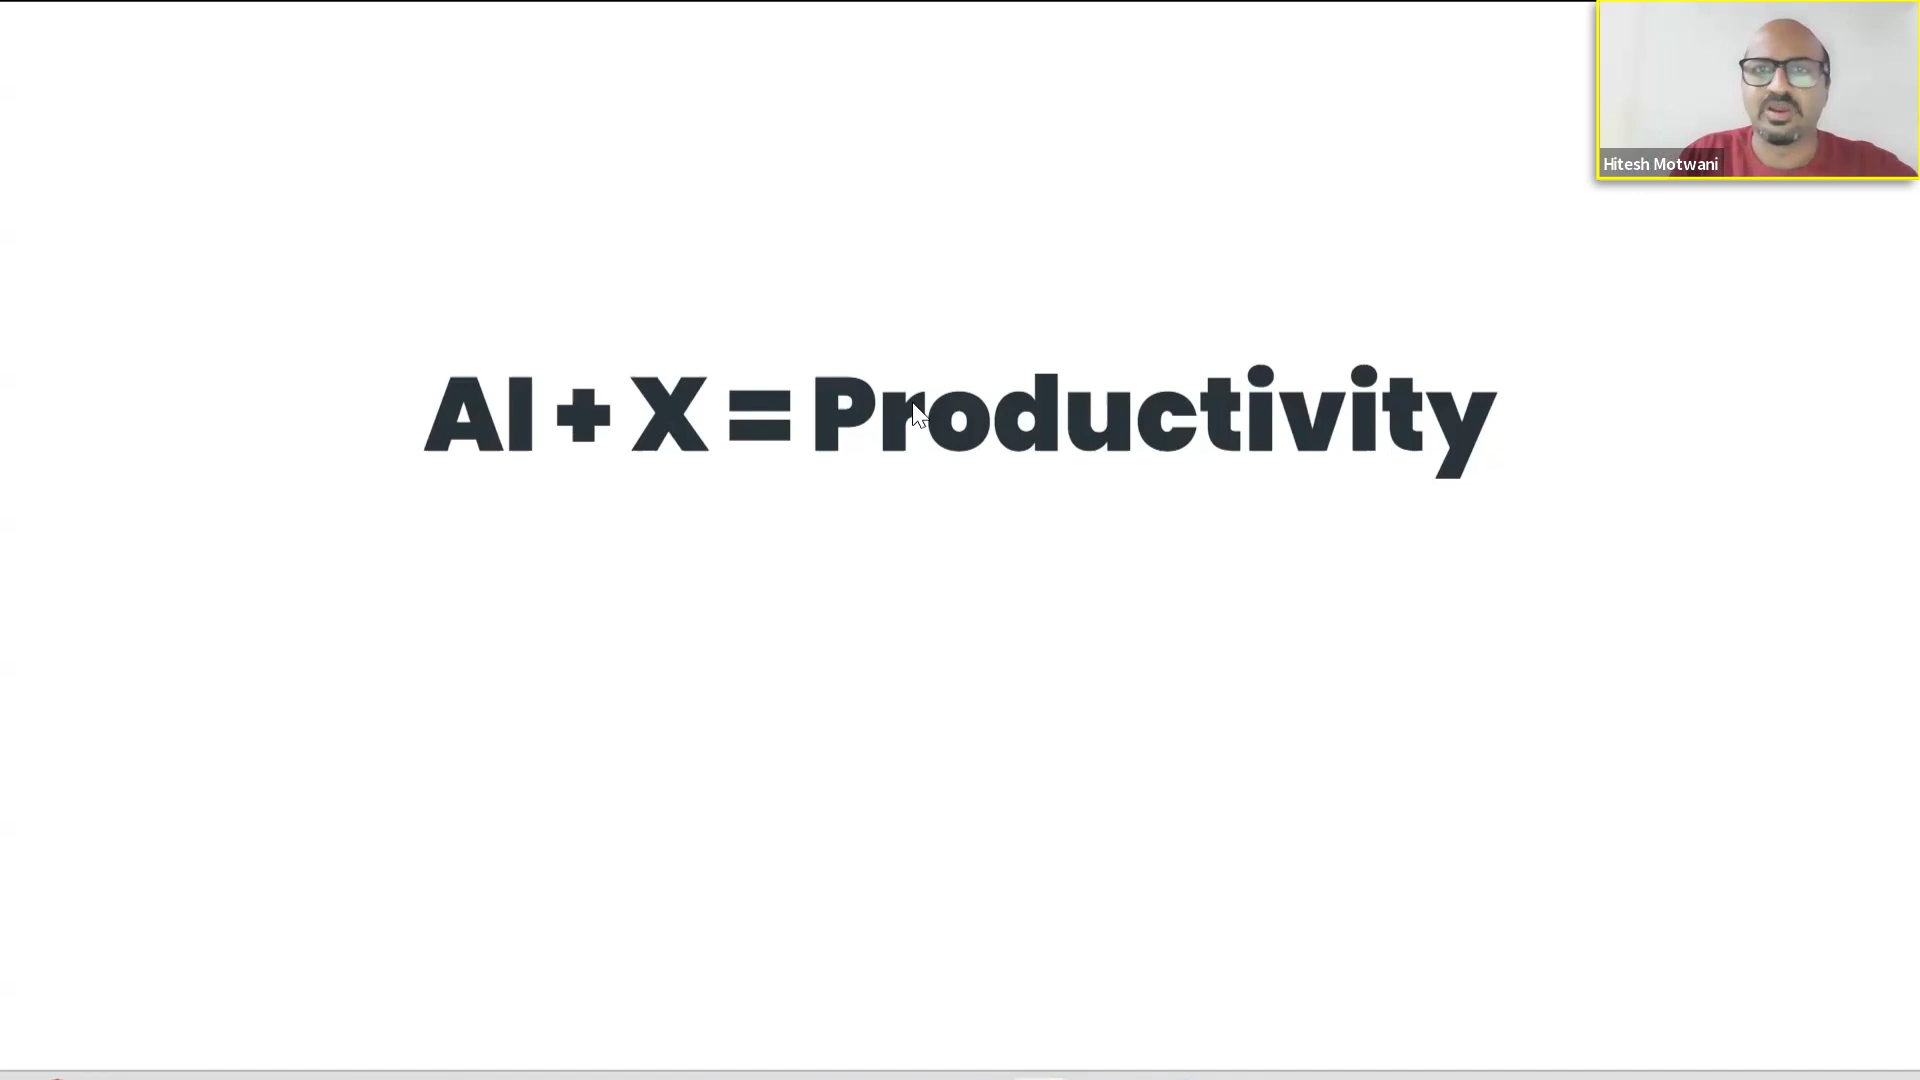 Hitesh Motwani
AI + X = Productivity